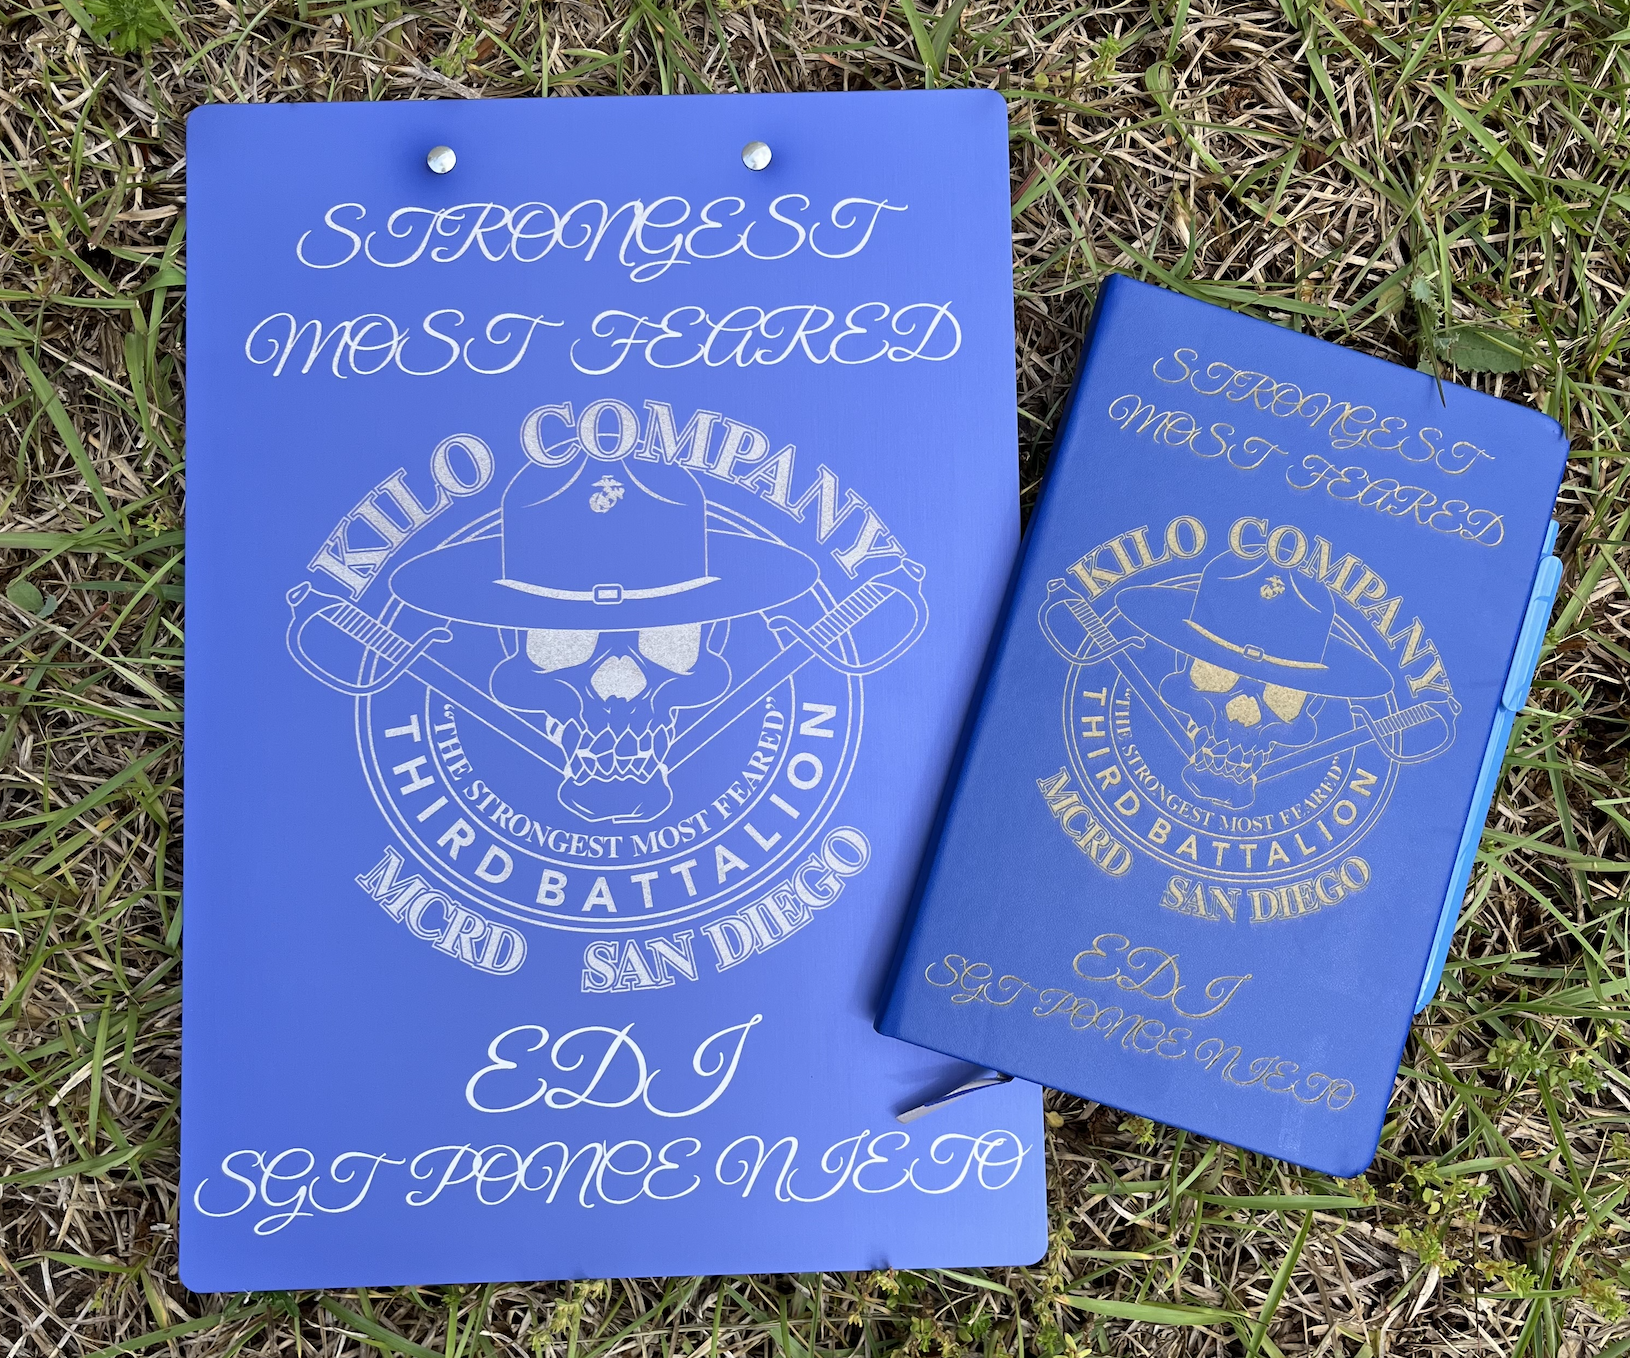 STRONGEST
MOST FEARED
KILO COMPANY
"THE STRONGEST MOST FEARED"
THIRD BATTALION
MCRD SAN DIEGO
EDI
SGT PONCE NIETO
STRONGEST
MOST FEARED
KILO COMPANY
"THE STRONGEST MOST FEARED"
THIRD BATTALION
MCRD SAN DIEGO
EDI
SGT PONCE NIETO